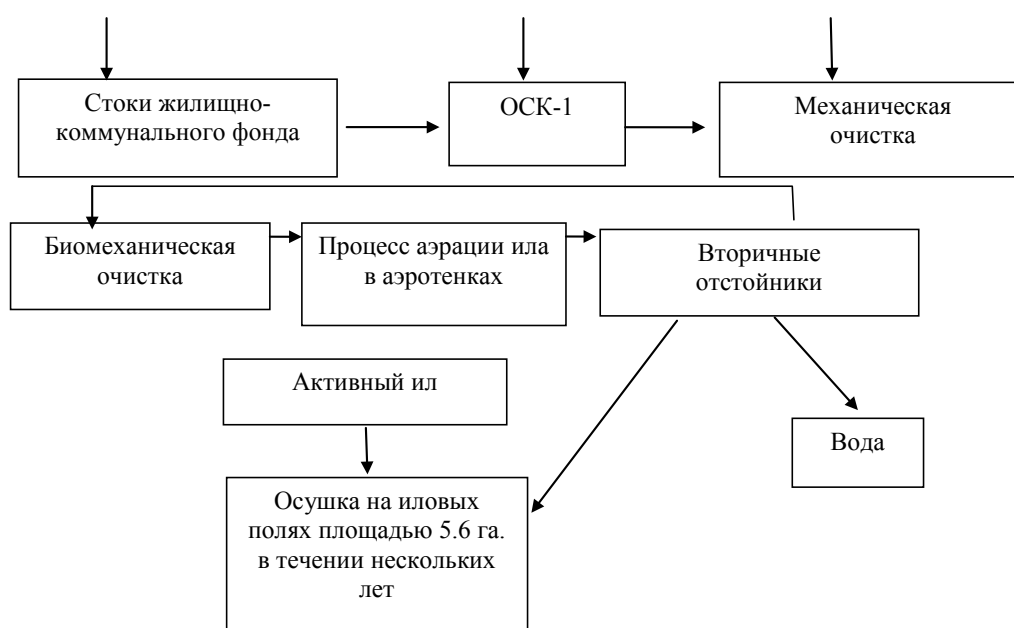 Стоки жилищно-
коммунального фонда
ОСК-1
Механическая
очистка
Биомеханическая
очистка
Процесс аэрации ила
в аэротенках
Вторичные
отстойники
Активный ил
Вода
Осушка на иловых
полях площадью 5.6 га.
в течении нескольких
лет